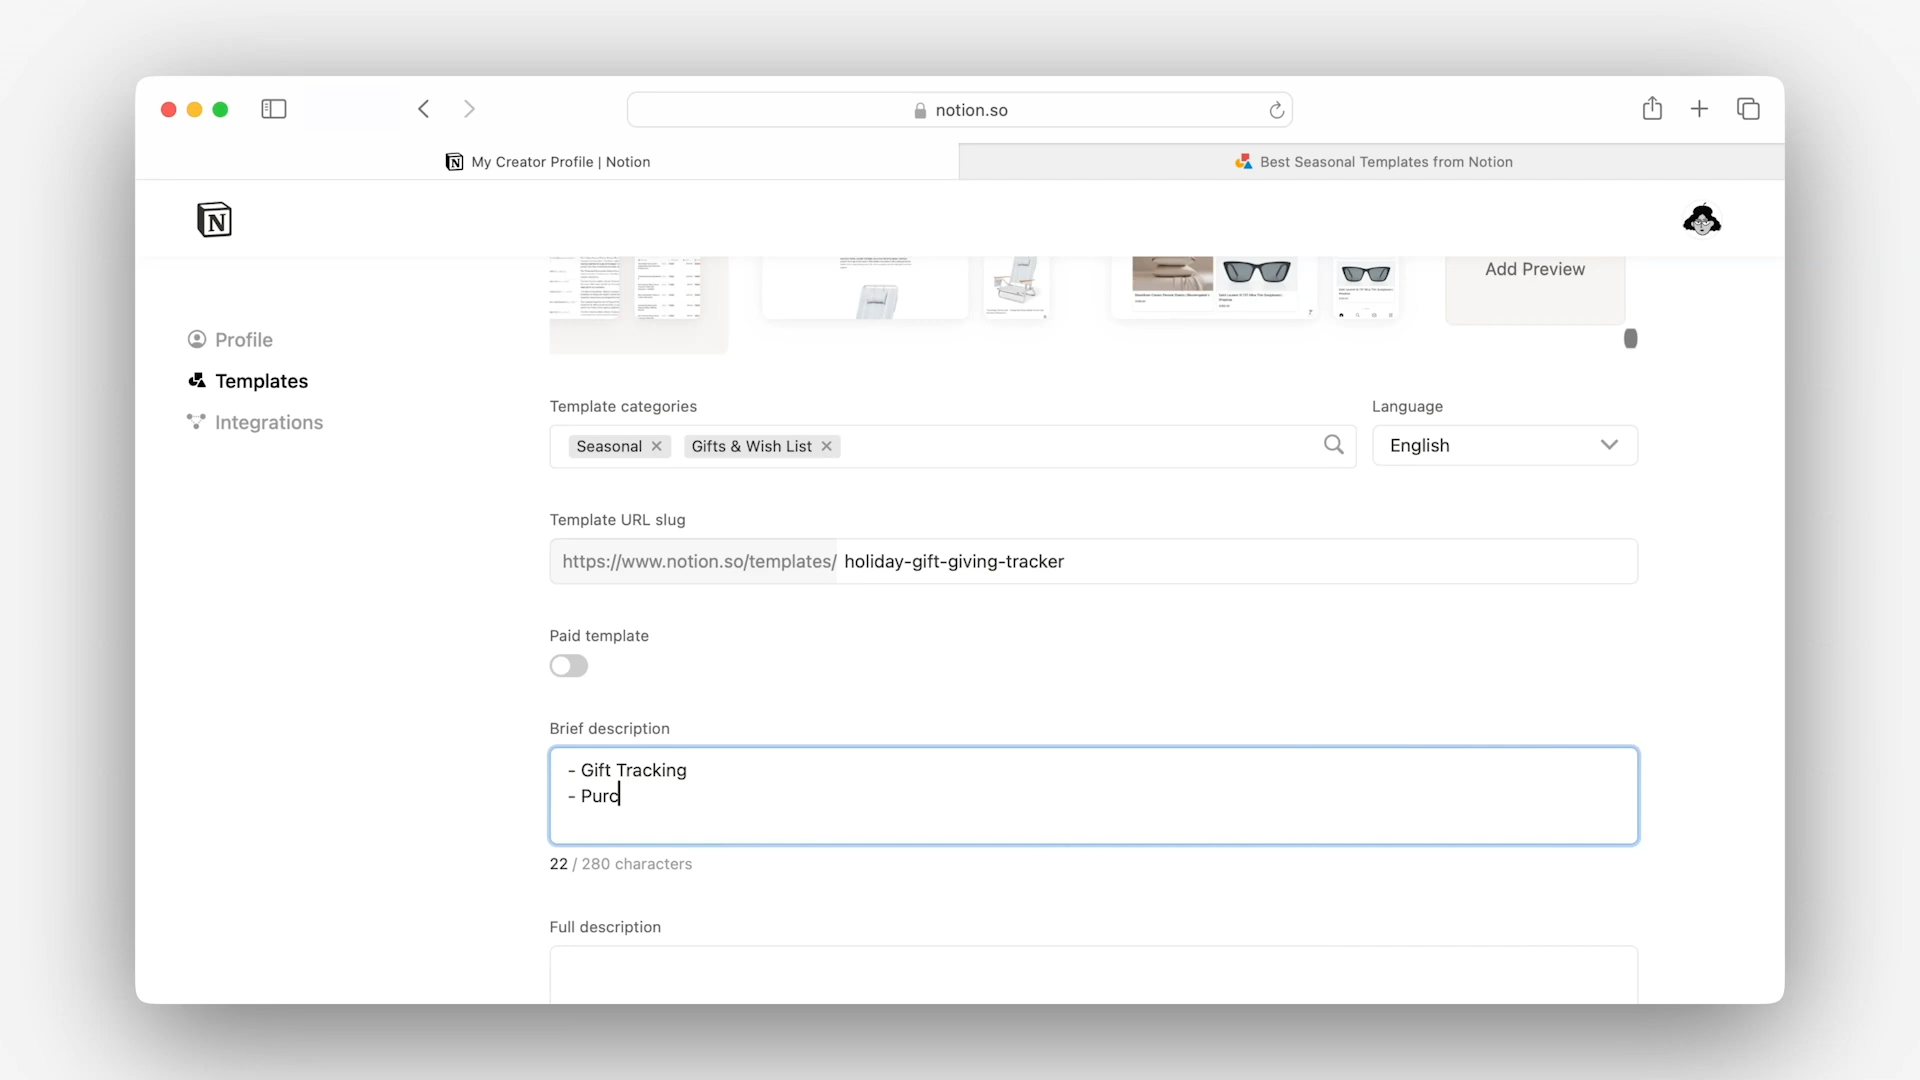 notion.so
My Creator Profile | Notion
Best Seasonal Templates from Notion
Add Preview
Profile
Templates
Integrations
Template categories
Language
Seasonal
Gifts & Wish List
English
Template URL slug
https://www.notion.so/templates/ holiday-gift-giving-tracker
Paid template
Brief description
- Gift Tracking
- Purc
22 / 280 characters
Full description